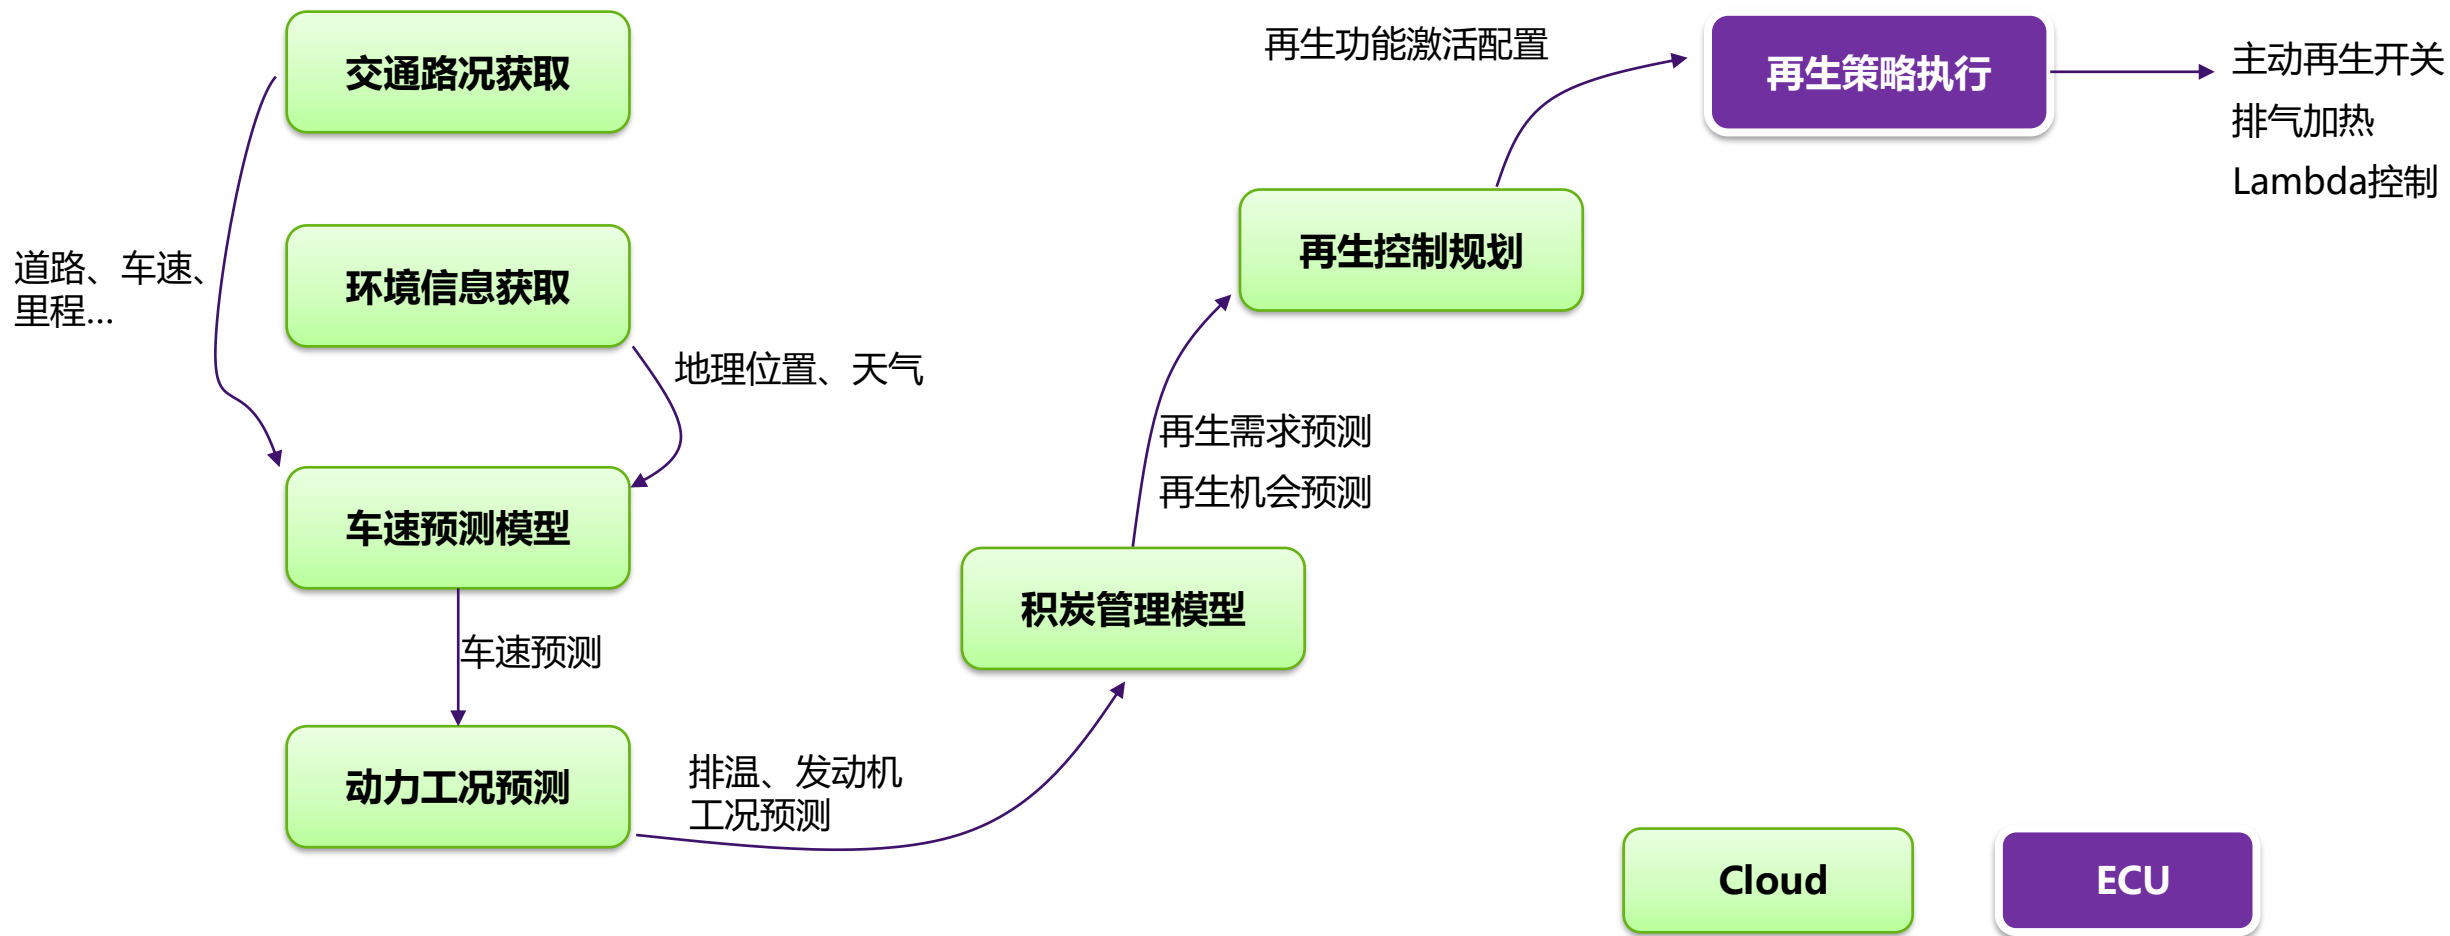 交通路况获取
道路、车速、
里程...
环境信息获取
地理位置、天气
车速预测模型
车速预测
动力工况预测
排温、发动机
工况预测
积炭管理模型
再生需求预测
再生机会预测
再生控制规划
再生功能激活配置
再生策略执行
主动再生开关
排气加热
Lambda控制
Cloud
ECU